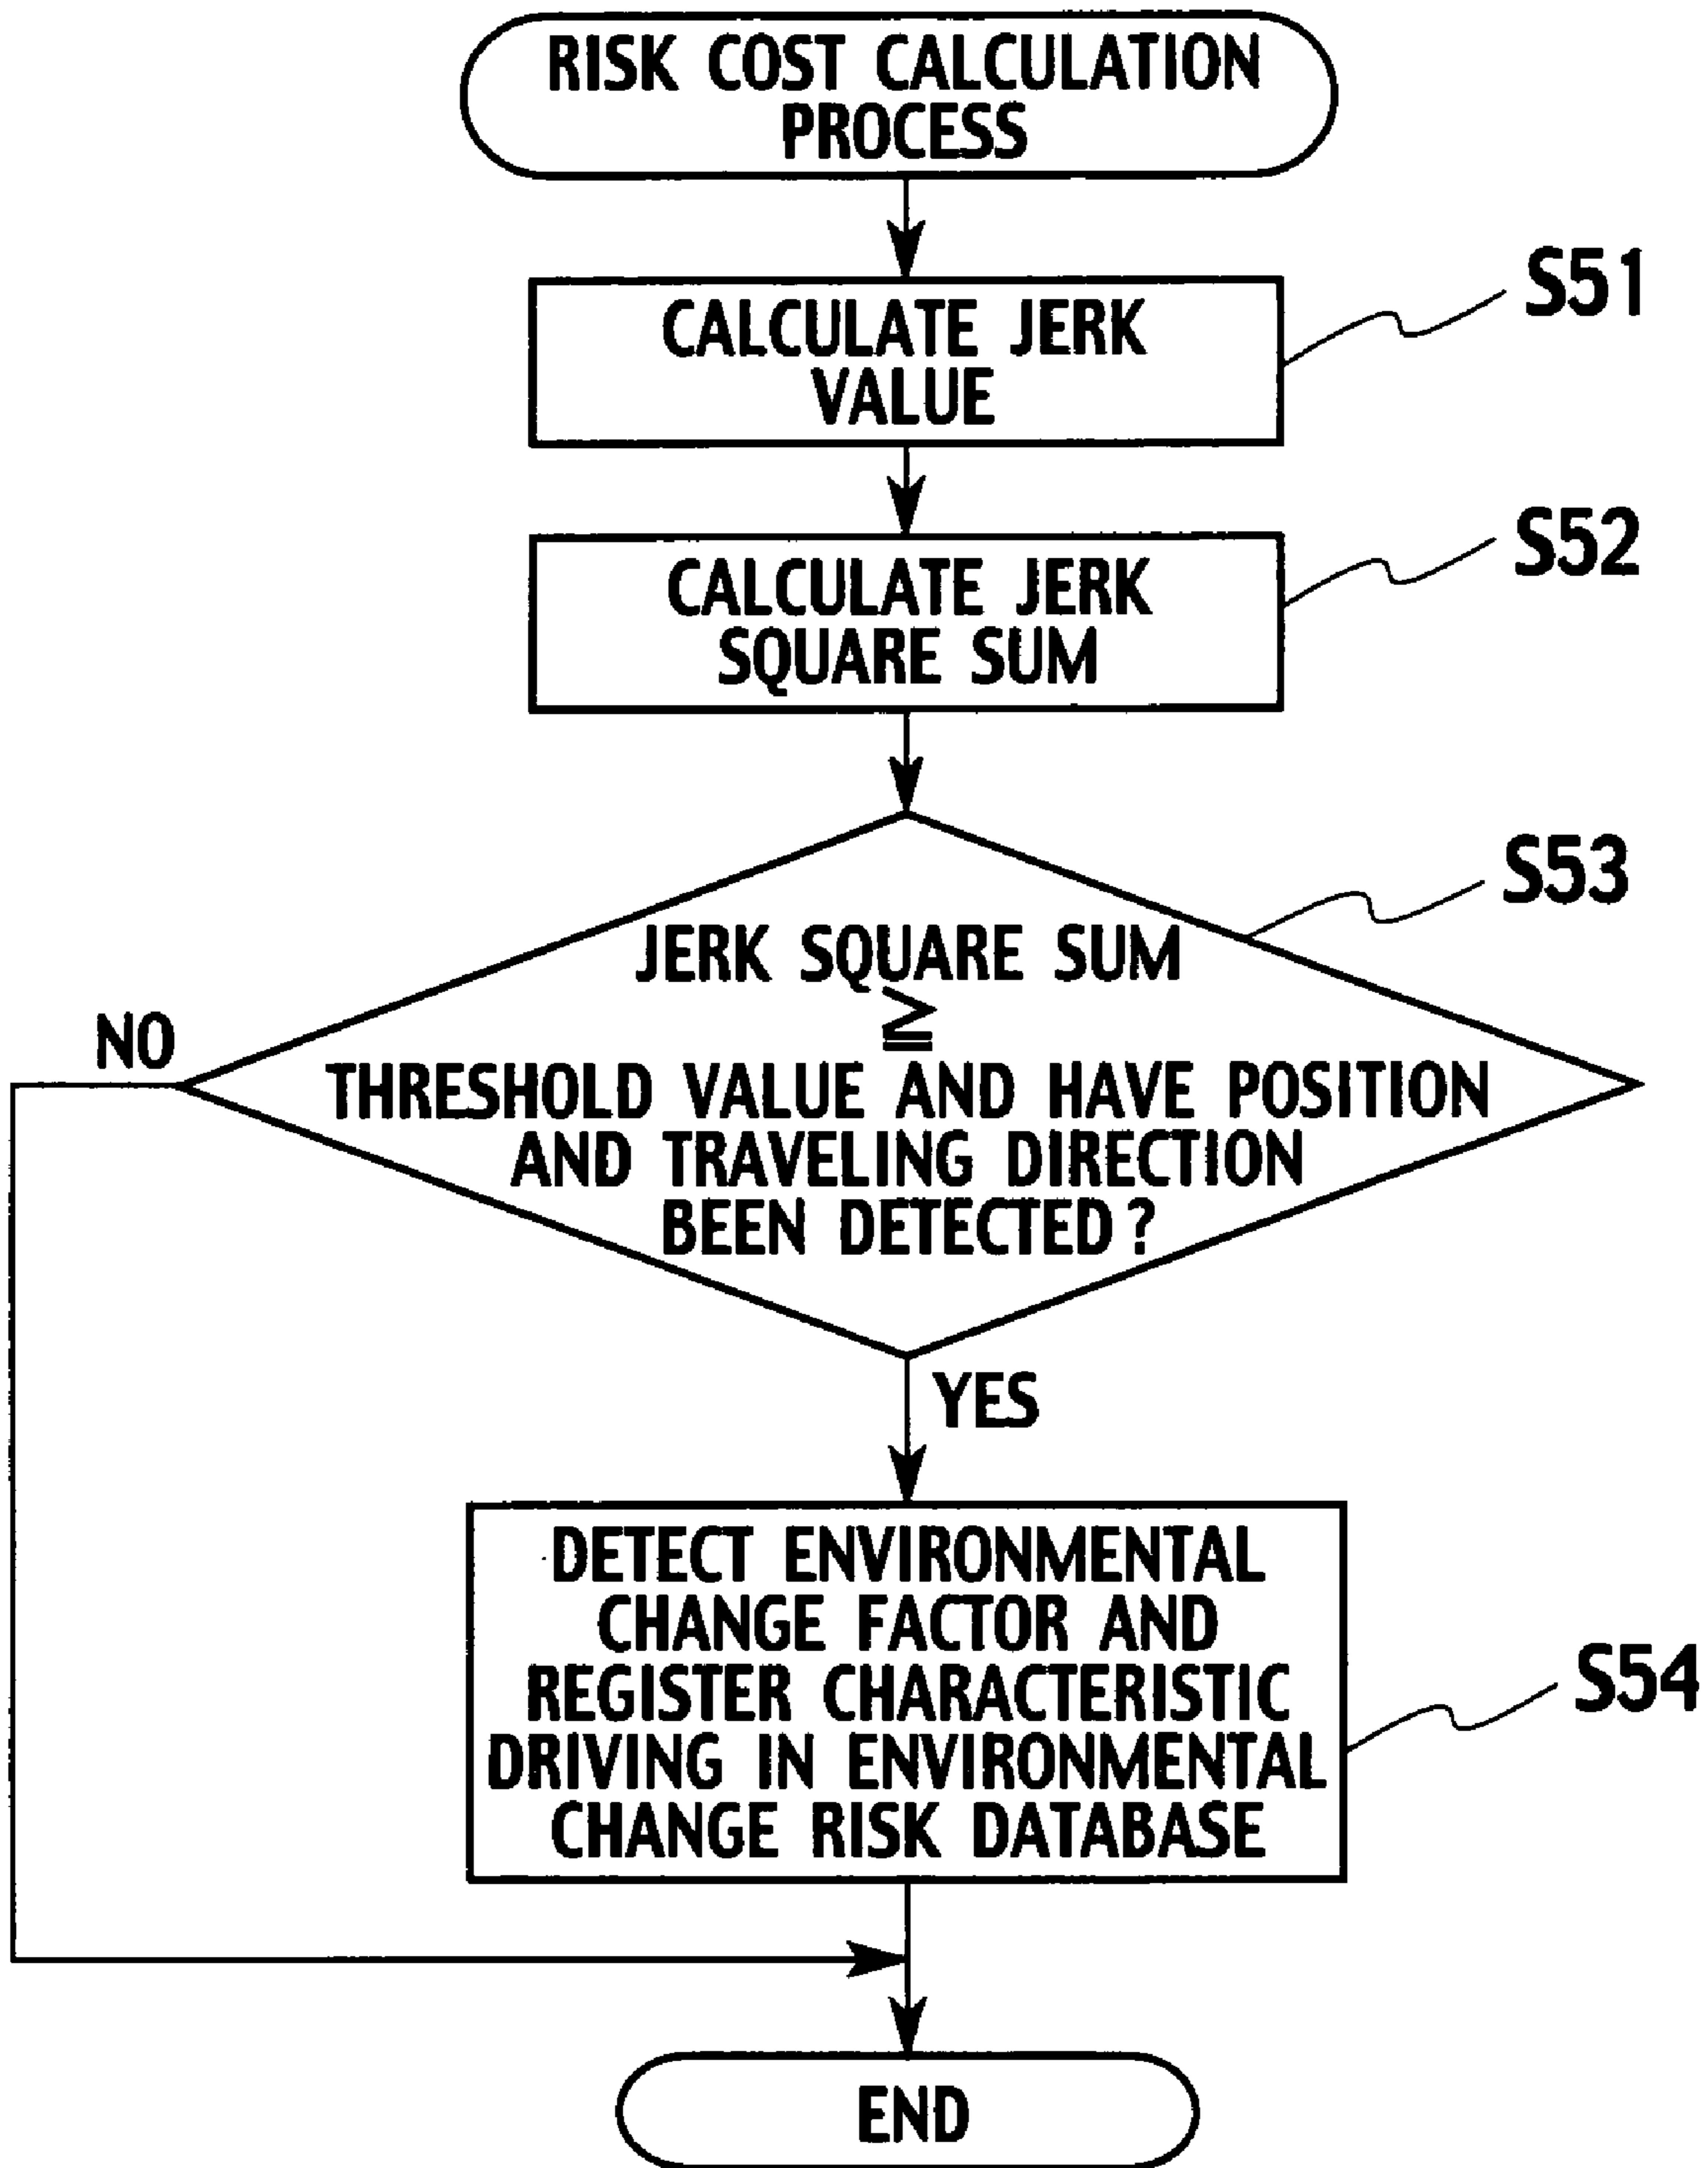 RISK COST CALCULATION
PROCESS
S51
CALCULATE JERK
VALUE
S52
CALCULATE JERK
SQUARE SUM
S53
JERK SQUARE SUM
≧
THRESHOLD VALUE AND HAVE POSITION
AND TRAVELING DIRECTION
BEEN DETECTED?
NO
YES
DETECT ENVIRONMENTAL
CHANGE FACTOR AND
REGISTER CHARACTERISTIC
DRIVING IN ENVIRONMENTAL
CHANGE RISK DATABASE
S54
END